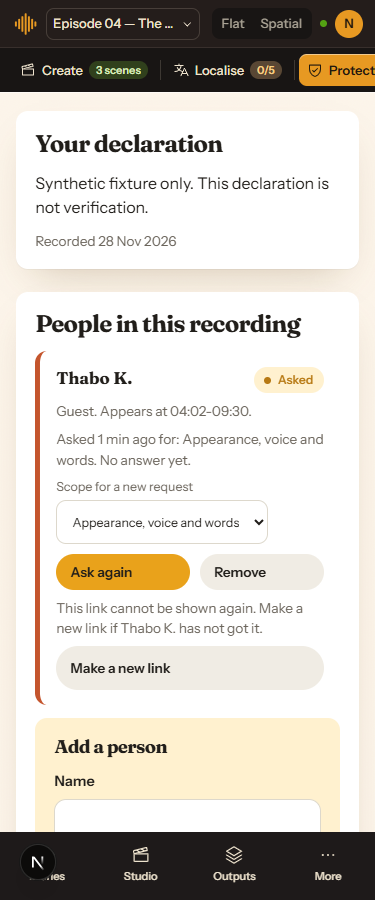 Episode 04 — The ...
Flat Spatial
N
Create 3 scenes
Localise 0/5
Protect
Your declaration
Synthetic fixture only. This declaration is
not verification.
Recorded 28 Nov 2026
People in this recording
Thabo K.
Asked
Guest. Appears at 04:02-09:30.
Asked 1 min ago for: Appearance, voice and
words. No answer yet.
Scope for a new request
Appearance, voice and words
Ask again
Remove
This link cannot be shown again. Make a
new link if Thabo K. has not got it.
Make a new link
Add a person
Name
N
Studio
Outputs
More